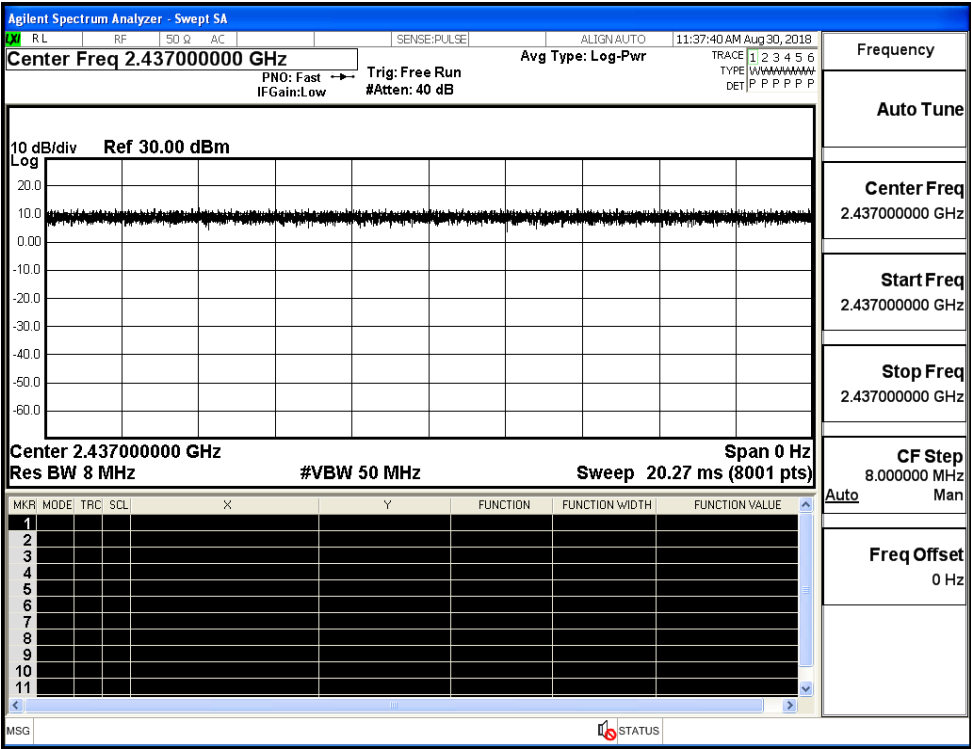 Agilent Spectrum Analyzer - Swept SA
LXI RL RF 50 Ω AC SENSE:PULSE ALIGN AUTO 11:37:40 AM Aug 30, 2018
Center Freq 2.437000000 GHz
PNO: Fast
IFGain:Low
Trig: Free Run
#Atten: 40 dB
Avg Type: Log-Pwr
TRACE 1 2 3 4 5 6
TYPE WWWWWW
DET P P P P P P
10 dB/div Ref 30.00 dBm
Log
20.0
10.0
0.00
-10.0
-20.0
-30.0
-40.0
-50.0
-60.0
Center 2.437000000 GHz Span 0 Hz
Res BW 8 MHz #VBW 50 MHz Sweep 20.27 ms (8001 pts)
MKR MODE TRC SCL X Y FUNCTION FUNCTION WIDTH FUNCTION VALUE
1
2
3
4
5
6
7
8
9
10
11
MSG STATUS
Frequency
Auto Tune
Center Freq
2.437000000 GHz
Start Freq
2.437000000 GHz
Stop Freq
2.437000000 GHz
CF Step
8.000000 MHz
Auto Man
Freq Offset
0 Hz